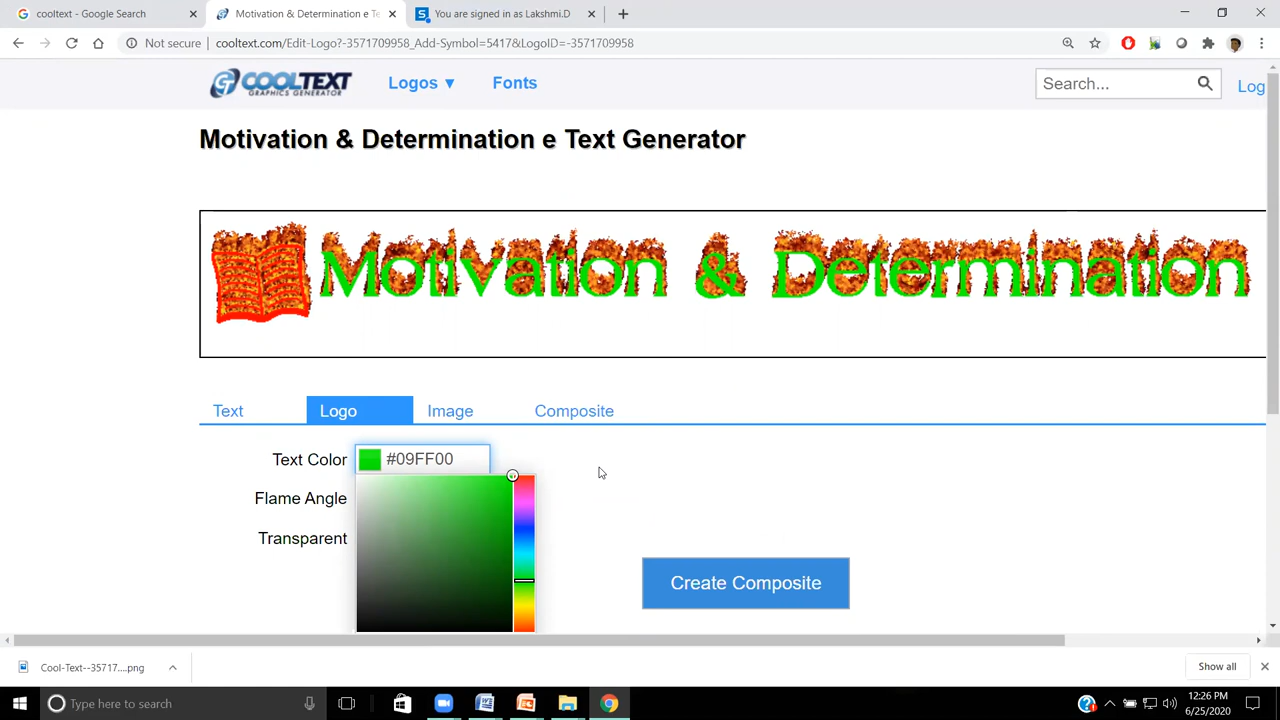 cooltext - Google Search
Motivation & Determination e Te
You are signed in as Lakshmi.D
Not secure
cooltext.com/Edit-Logo?-3571709958_Add-Symbol=5417&LogoID=-3571709958
COOLTEXT
GRAPHICS GENERATOR
Logos ▼
Fonts
Search...
Log
Motivation & Determination e Text Generator
Motivation & Determination
Text
Logo
Image
Composite
Text Color
#09FF00
Flame Angle
Transparent
Create Composite
Cool-Text--35717....png
Show all
Type here to search
12:26 PM
6/25/2020